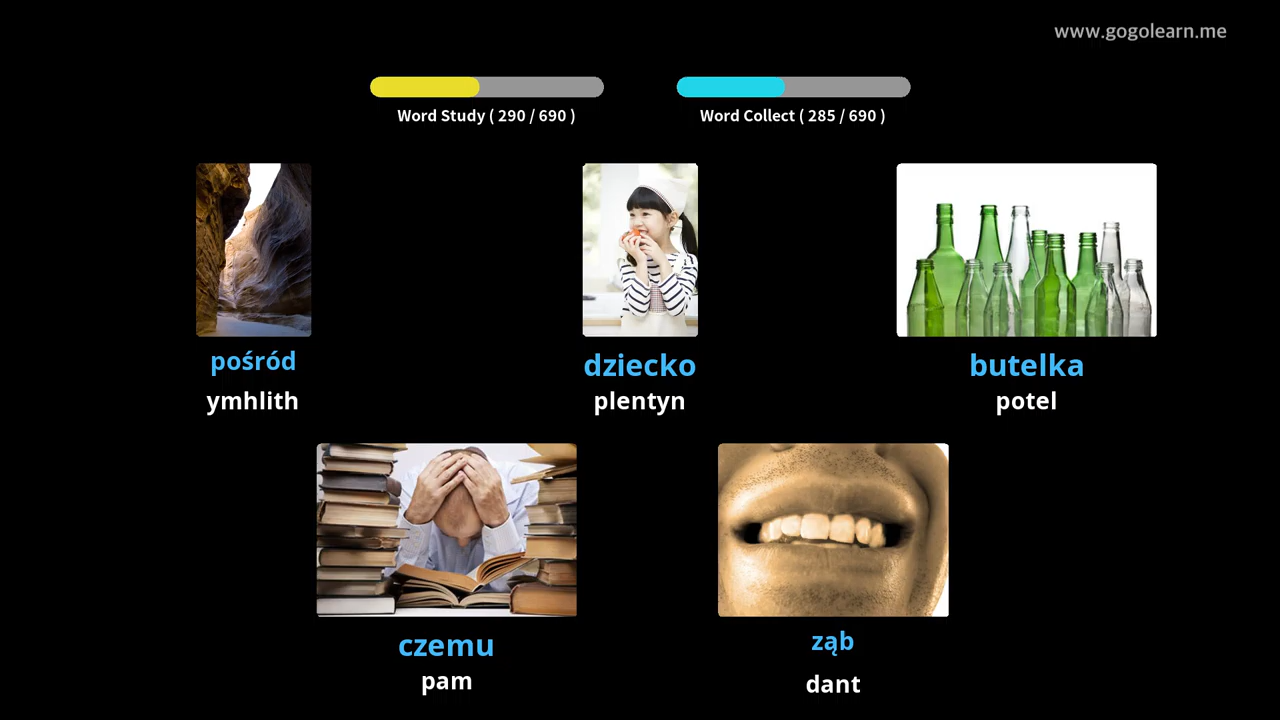 www.gogolearn.me
Word Study ( 290 / 690 )
Word Collect ( 285 / 690 )
pośród
ymhlith
dziecko
plentyn
butelka
potel
czemu
pam
ząb
dant